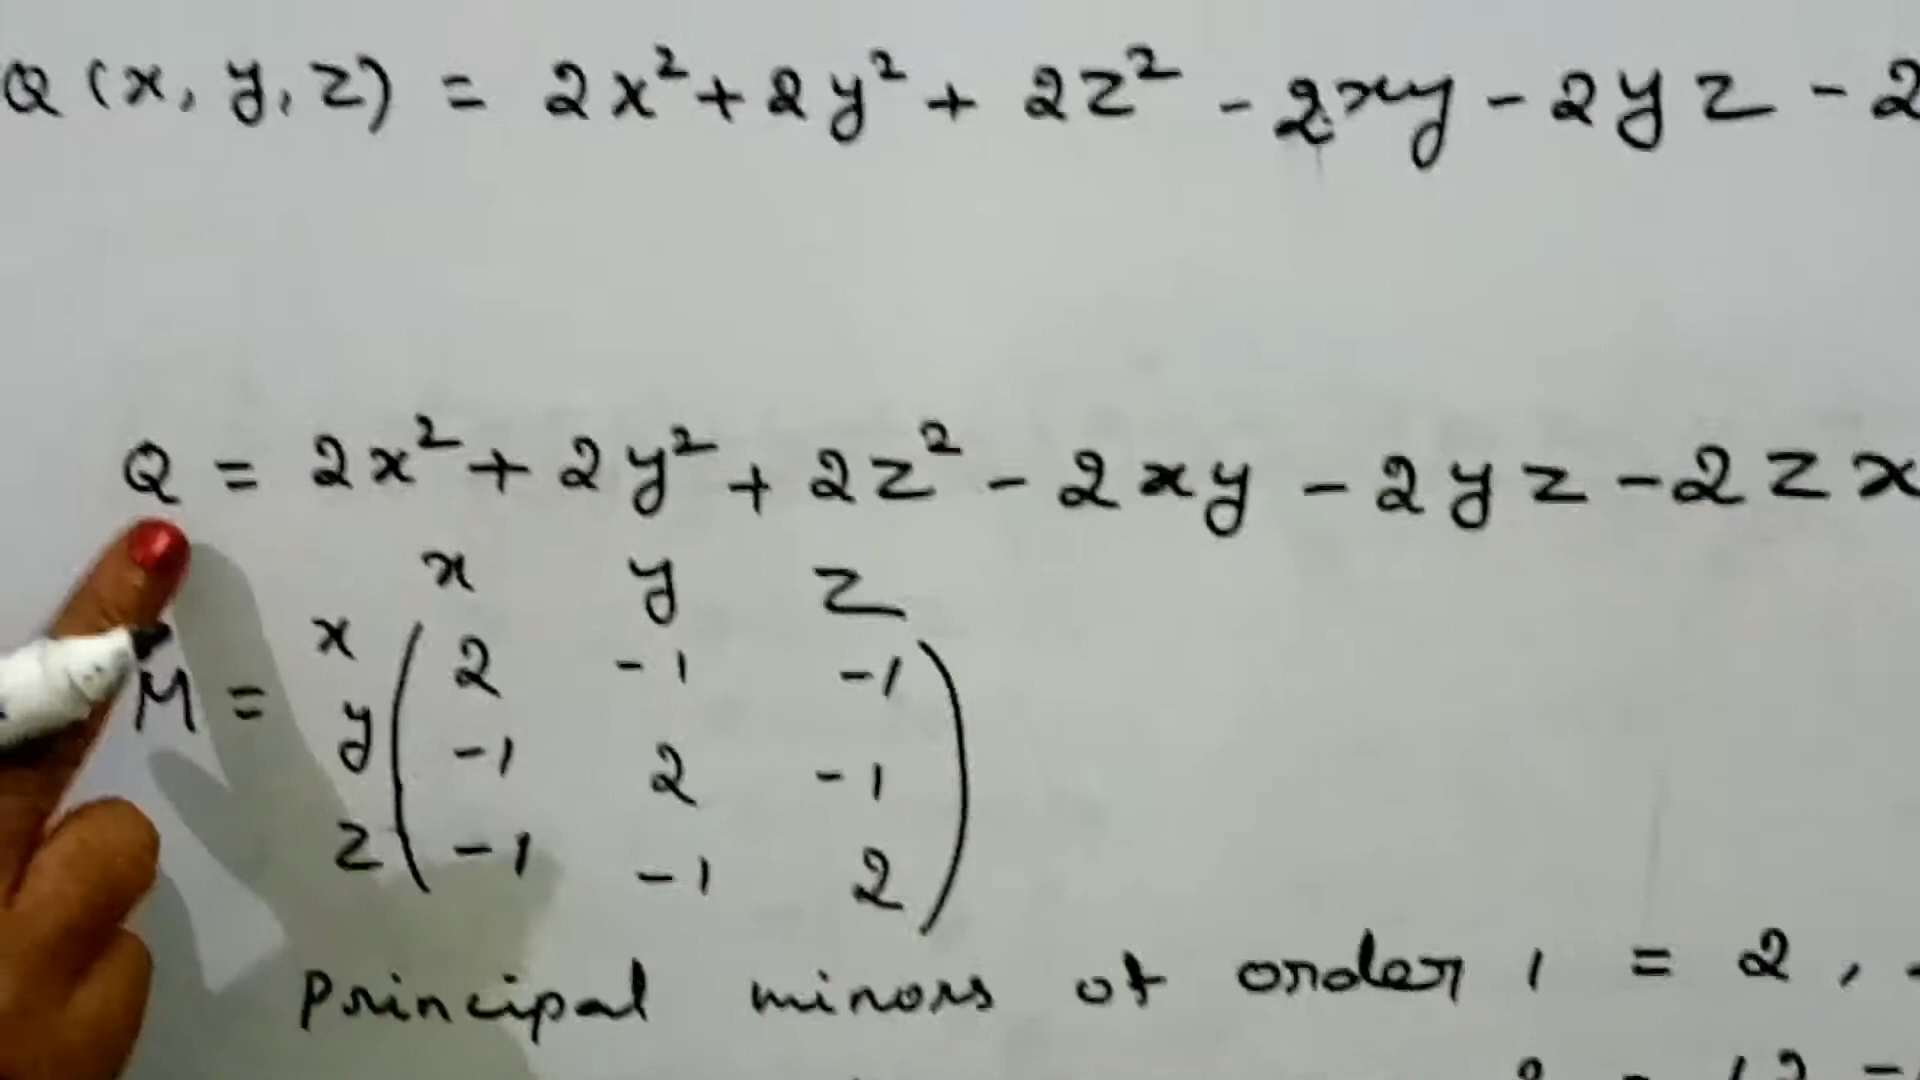 Q (x, y, z) = 2x² + 2y² + 2z² - 2xy - 2yz - 2
Q = 2x² + 2y² + 2z² - 2xy - 2yz - 2zx
x y z
M = x ( 2 -1 -1 )
y -1 2 -1
z -1 -1 2
Principal minors of order 1 = 2,